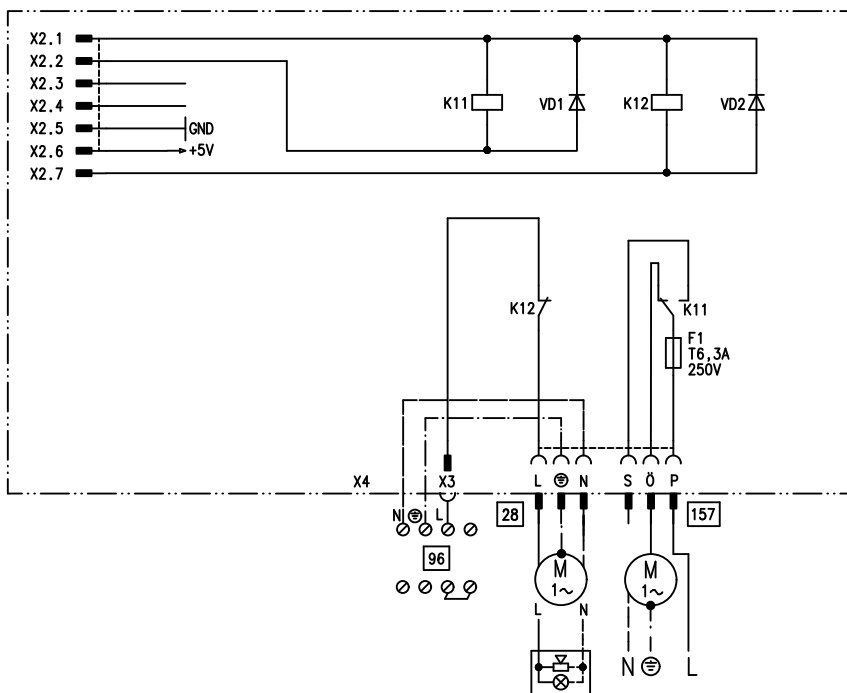 X2.1
X2.2
X2.3
X2.4
X2.5
X2.6
X2.7
GND
+5V
K11
VD1
K12
VD2
K12
K11
F1
T6,3A
250V
X4
X3
L
N
S
Ö
P
N
L
28
157
96
M
1~
M
1~
L
N
N
L